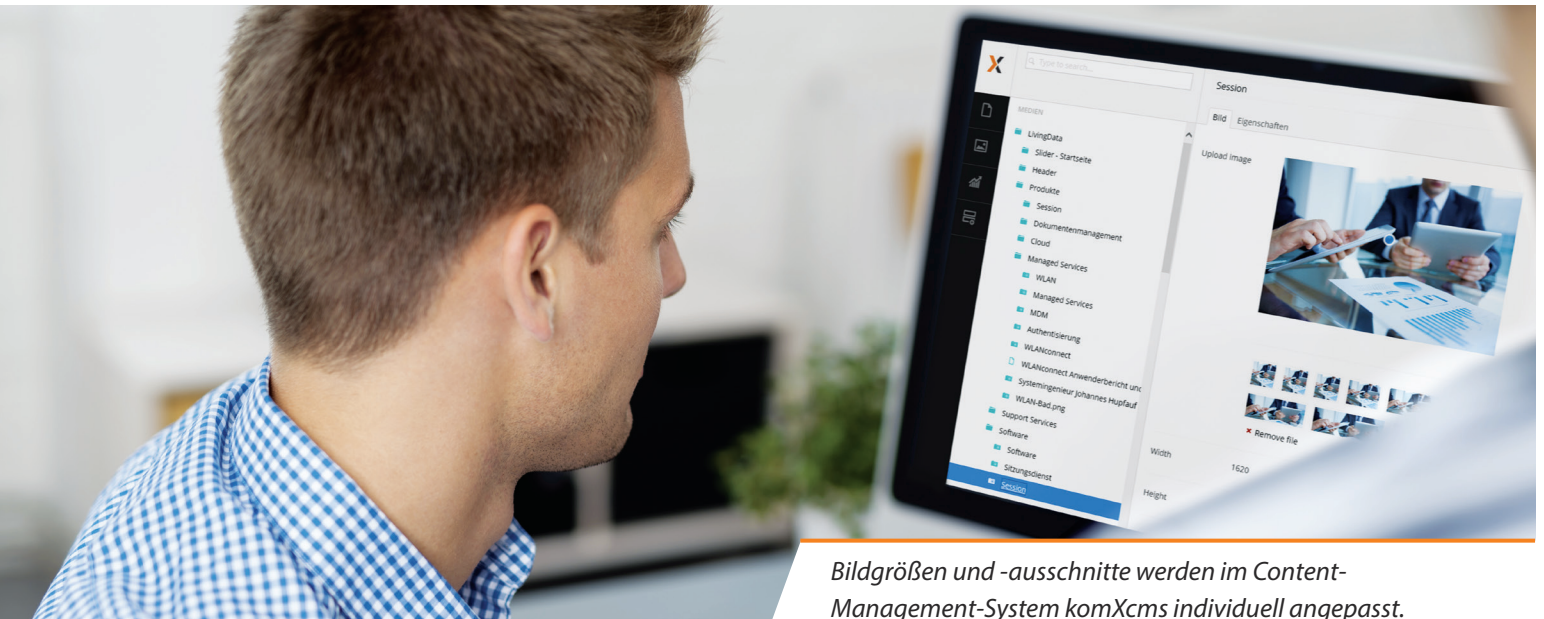 X
Type to search...
MEDIEN
LivingData
Slider - Startseite
Header
Produkte
Session
Dokumentenmanagement
Cloud
Managed Services
WLAN
Managed Services
MDM
Authentisierung
WLANconnect
WLANconnect Anwenderbericht und
Systemingenieur Johannes Hupfauf
WLAN-Bad.png
Support Services
Software
Software
Sitzungsdienst
Session
Session
Bild Eigenschaften
Upload image
× Remove file
Width 1620
Height
Bildgrößen und -ausschnitte werden im Content-
Management-System komXcms individuell angepasst.